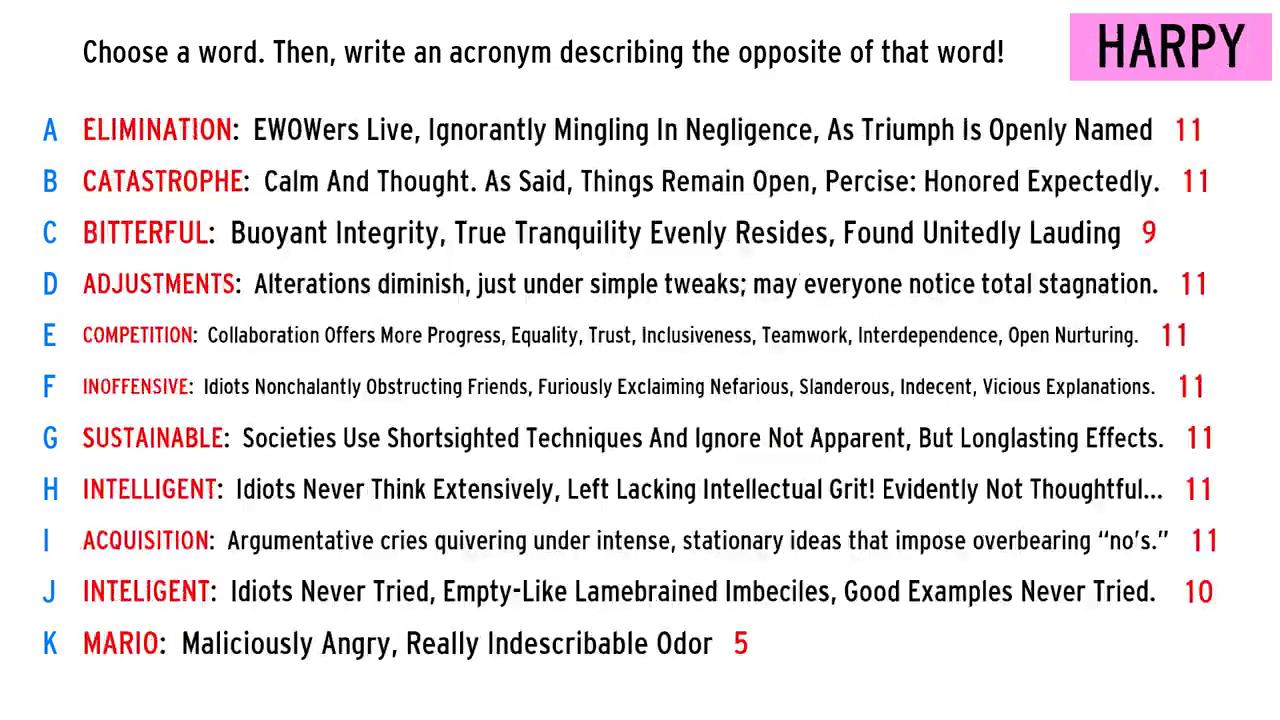 Choose a word. Then, write an acronym describing the opposite of that word!
HARPY
A ELIMINATION: EWOWers Live, Ignorantly Mingling In Negligence, As Triumph Is Openly Named 11
B CATASTROPHE: Calm And Thought. As Said, Things Remain Open, Percise: Honored Expectedly. 11
C BITTERFUL: Buoyant Integrity, True Tranquility Evenly Resides, Found Unitedly Lauding 9
D ADJUSTMENTS: Alterations diminish, just under simple tweaks; may everyone notice total stagnation. 11
E COMPETITION: Collaboration Offers More Progress, Equality, Trust, Inclusiveness, Teamwork, Interdependence, Open Nurturing. 11
F INOFFENSIVE: Idiots Nonchalantly Obstructing Friends, Furiously Exclaiming Nefarious, Slanderous, Indecent, Vicious Explanations. 11
G SUSTAINABLE: Societies Use Shortsighted Techniques And Ignore Not Apparent, But Longlasting Effects. 11
H INTELLIGENT: Idiots Never Think Extensively, Left Lacking Intellectual Grit! Evidently Not Thoughtful... 11
I ACQUISITION: Argumentative cries quivering under intense, stationary ideas that impose overbearing “no’s.” 11
J INTELIGENT: Idiots Never Tried, Empty-Like Lamebrained Imbeciles, Good Examples Never Tried. 10
K MARIO: Maliciously Angry, Really Indescribable Odor 5